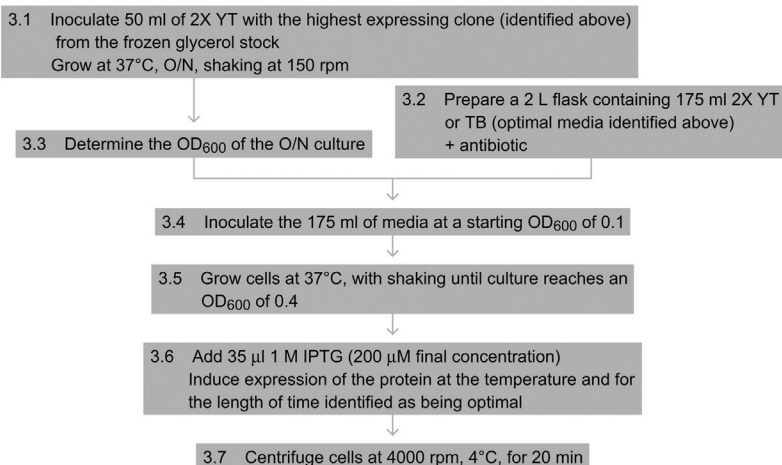 3.1 Inoculate 50 ml of 2X YT with the highest expressing clone (identified above)
from the frozen glycerol stock
Grow at 37°C, O/N, shaking at 150 rpm
3.2 Prepare a 2 L flask containing 175 ml 2X YT
or TB (optimal media identified above)
+ antibiotic
3.3 Determine the OD600 of the O/N culture
3.4 Inoculate the 175 ml of media at a starting OD600 of 0.1
3.5 Grow cells at 37°C, with shaking until culture reaches an
OD600 of 0.4
3.6 Add 35 μl 1 M IPTG (200 μM final concentration)
Induce expression of the protein at the temperature and for
the length of time identified as being optimal
3.7 Centrifuge cells at 4000 rpm, 4°C, for 20 min